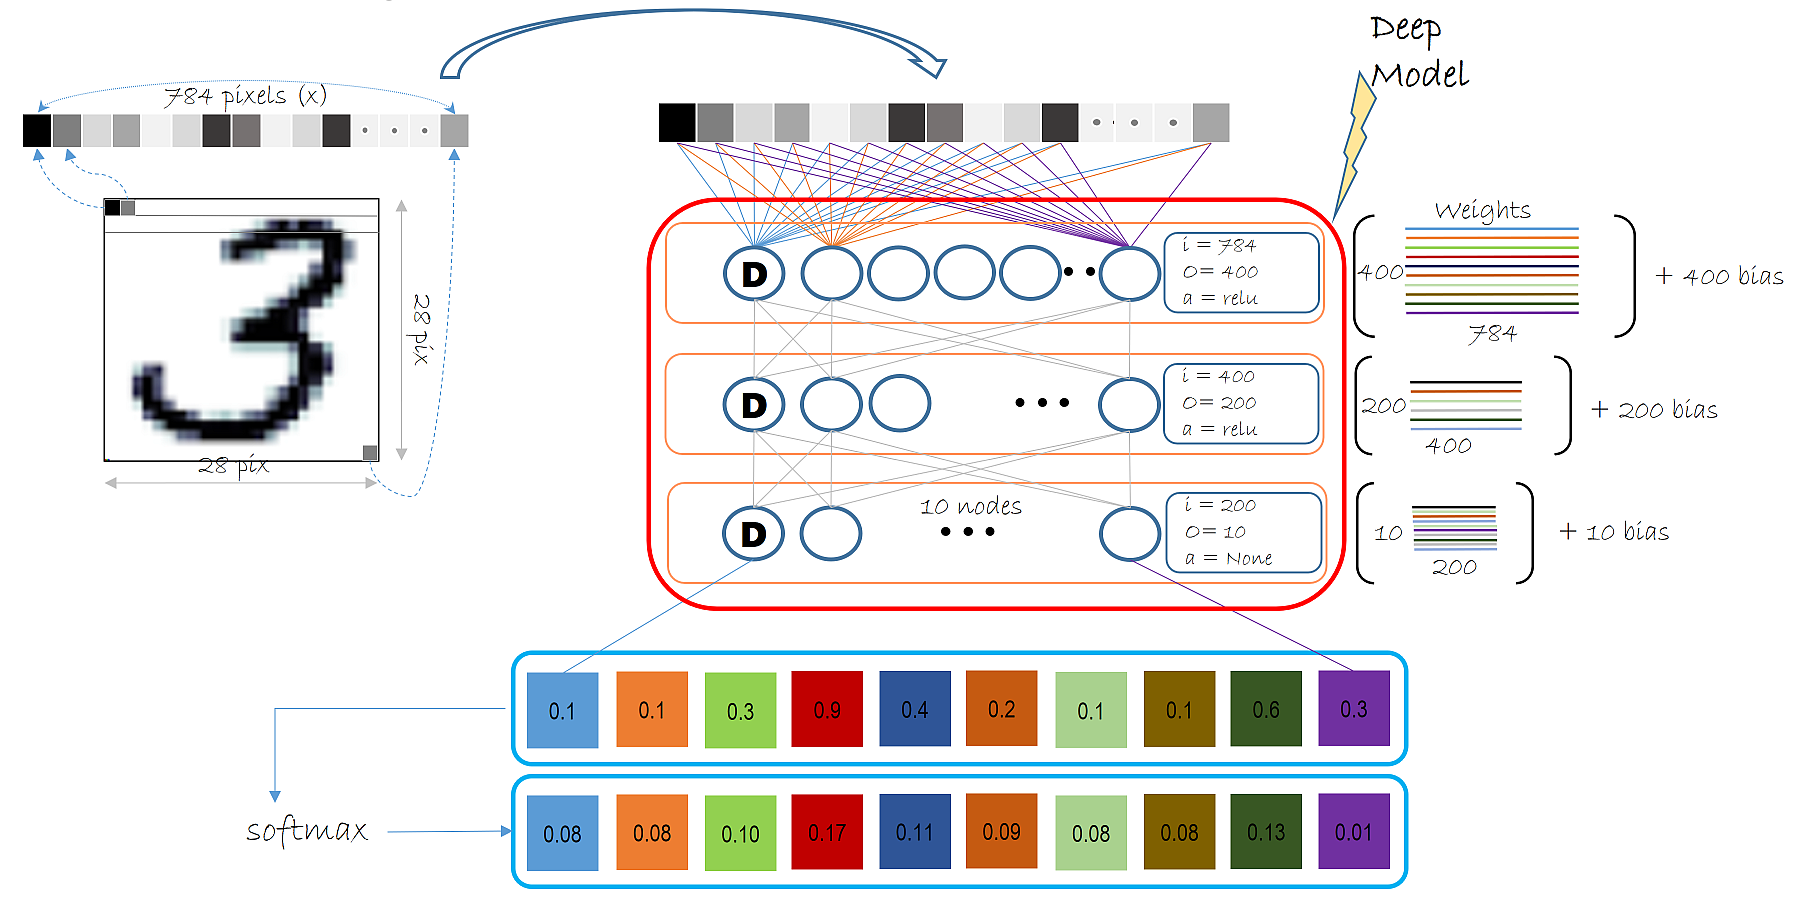 Deep
Model
784 pixels (x)
28 pix
28 pix
D
i = 784
O= 400
a = relu
D
i = 400
O= 200
a = relu
D
10 nodes
i = 200
O= 10
a = None
Weights
400
784
+ 400 bias
200
400
+ 200 bias
10
200
+ 10 bias
0.1 0.1 0.3 0.9 0.4 0.2 0.1 0.1 0.6 0.3
softmax
0.08 0.08 0.10 0.17 0.11 0.09 0.08 0.08 0.13 0.01
3